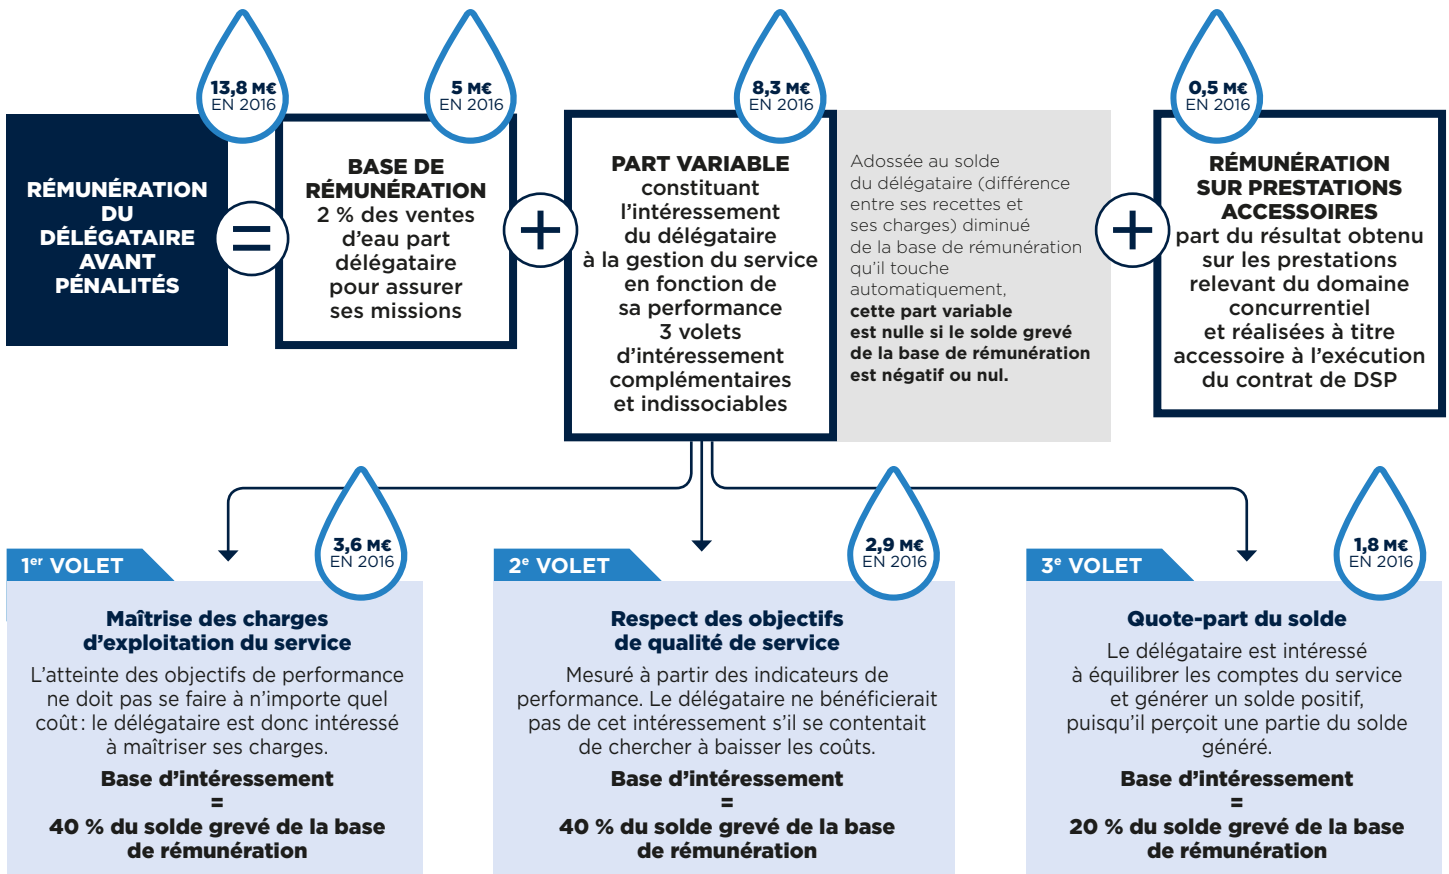 13,8 M€
EN 2016
RÉMUNÉRATION
DU
DÉLÉGATAIRE
AVANT
PÉNALITÉS
=
5 M€
EN 2016
BASE DE
RÉMUNÉRATION
2 % des ventes
d'eau part
délégataire
pour assurer
ses missions
+
8,3 M€
EN 2016
PART VARIABLE
constituant
l'intéressement
du délégataire
à la gestion du service
en fonction de
sa performance
3 volets
d'intéressement
complémentaires
et indissociables
Adossée au solde
du délégataire (différence
entre ses recettes et
ses charges) diminué
de la base de rémunération
qu'il touche
automatiquement,
cette part variable
est nulle si le solde grevé
de la base de rémunération
est négatif ou nul.
+
0,5 M€
EN 2016
RÉMUNÉRATION
SUR PRESTATIONS
ACCESSOIRES
part du résultat obtenu
sur les prestations
relevant du domaine
concurrentiel
et réalisées à titre
accessoire à l'exécution
du contrat de DSP
3,6 M€
EN 2016
1er VOLET
Maîtrise des charges
d'exploitation du service
L'atteinte des objectifs de performance
ne doit pas se faire à n'importe quel
coût : le délégataire est donc intéressé
à maîtriser ses charges.
Base d'intéressement
=
40 % du solde grevé de la base
de rémunération
2,9 M€
EN 2016
2e VOLET
Respect des objectifs
de qualité de service
Mesuré à partir des indicateurs de
performance. Le délégataire ne bénéficierait
pas de cet intéressement s'il se contentait
de chercher à baisser les coûts.
Base d'intéressement
=
40 % du solde grevé de la base
de rémunération
1,8 M€
EN 2016
3e VOLET
Quote-part du solde
Le délégataire est intéressé
à équilibrer les comptes du service
et générer un solde positif,
puisqu'il perçoit une partie du solde
généré.
Base d'intéressement
=
20 % du solde grevé de la base
de rémunération